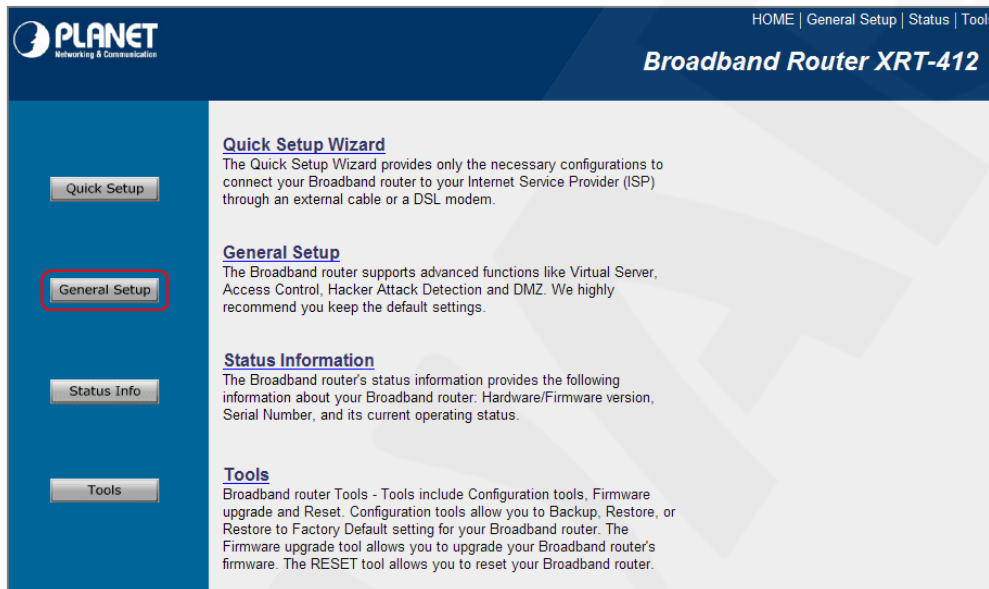 PLANET
Networking & Communication
HOME | General Setup | Status | Tools
Broadband Router XRT-412
Quick Setup
General Setup
Status Info
Tools
Quick Setup Wizard
The Quick Setup Wizard provides only the necessary configurations to
connect your Broadband router to your Internet Service Provider (ISP)
through an external cable or a DSL modem.
General Setup
The Broadband router supports advanced functions like Virtual Server,
Access Control, Hacker Attack Detection and DMZ. We highly
recommend you keep the default settings.
Status Information
The Broadband router's status information provides the following
information about your Broadband router: Hardware/Firmware version,
Serial Number, and its current operating status.
Tools
Broadband router Tools - Tools include Configuration tools, Firmware
upgrade and Reset. Configuration tools allow you to Backup, Restore, or
Restore to Factory Default setting for your Broadband router. The
Firmware upgrade tool allows you to upgrade your Broadband router's
firmware. The RESET tool allows you to reset your Broadband router.